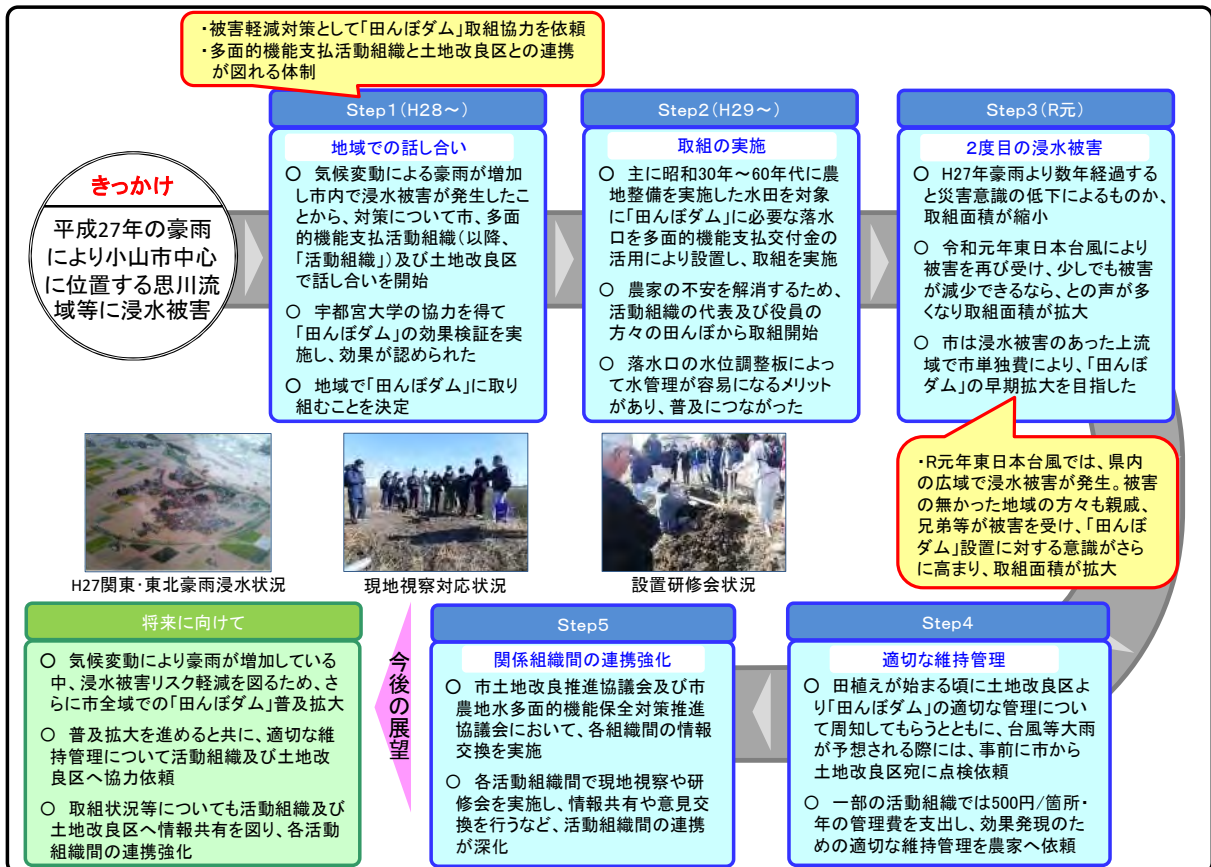 ・被害軽減対策として「田んぼダム」取組協力を依頼
・多面的機能支払活動組織と土地改良区との連携
が図れる体制
きっかけ
平成27年の豪雨
により小山市中心
に位置する思川流
域等に浸水被害
Step1(H28~)
地域での話し合い
○ 気候変動による豪雨が増加
し市内で浸水被害が発生したこ
とから、対策について市、多面
的機能支払活動組織(以降、
「活動組織」)及び土地改良区
で話し合いを開始
○ 宇都宮大学の協力を得て
「田んぼダム」の効果検証を実
施し、効果が認められた
○ 地域で「田んぼダム」に取り
組むことを決定
Step2(H29~)
取組の実施
○ 主に昭和30年~60年代に農
地整備を実施した水田を対象
に「田んぼダム」に必要な落水
口を多面的機能支払交付金の
活用により設置し、取組を実施
○ 農家の不安を解消するため、
活動組織の代表及び役員の
方々の田んぼから取組開始
○ 落水口の水位調整板によっ
て水管理が容易になるメリット
があり、普及につながった
Step3(R元)
2度目の浸水被害
○ H27年豪雨より数年経過する
と災害意識の低下によるものか、
取組面積が縮小
○ 令和元年東日本台風により
被害を再び受け、少しでも被害
が減少できるなら、との声が多
くなり取組面積が拡大
○ 市は浸水被害のあった上流
域で市単独費により、「田んぼ
ダム」の早期拡大を目指した
・R元年東日本台風では、県内
の広域で浸水被害が発生。被害
の無かった地域の方々も親戚、
兄弟等が被害を受け、「田んぼ
ダム」設置に対する意識がさら
に高まり、取組面積が拡大
H27関東・東北豪雨浸水状況
現地視察対応状況
設置研修会状況
Step4
適切な維持管理
○ 田植えが始まる頃に土地改良区よ
り「田んぼダム」の適切な管理につい
て周知してもらうとともに、台風等大雨
が予想される際には、事前に市から
土地改良区宛に点検依頼
○ 一部の活動組織では500円/箇所・
年の管理費を支出し、効果発現のた
めの適切な維持管理を農家へ依頼
Step5
関係組織間の連携強化
○ 市土地改良推進協議会及び市
農地水多面的機能保全対策推進
協議会において、各組織間の情報
交換を実施
○ 各活動組織間で現地視察や研
修会を実施し、情報共有や意見交
換を行うなど、活動組織間の連携
が深化
今後の展望
将来に向けて
○ 気候変動により豪雨が増加している
中、浸水被害リスク軽減を図るため、さ
らに市全域での「田んぼダム」普及拡大
○ 普及拡大を進めると共に、適切な維
持管理について活動組織及び土地改
良区へ協力依頼
○ 取組状況等についても活動組織及び
土地改良区へ情報共有を図り、各活動
組織間の連携強化